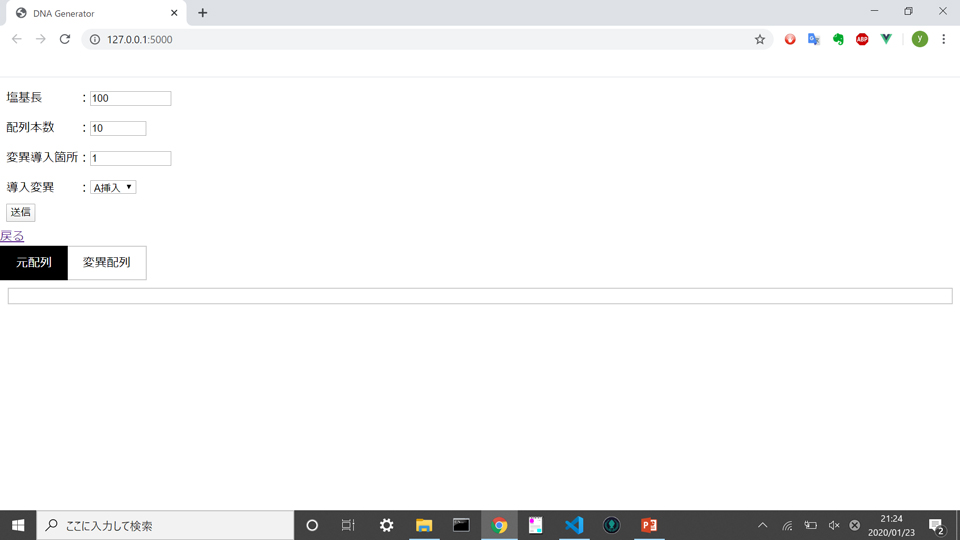 DNA Generator
127.0.0.1:5000
ABP
y
塩基長 : 100
配列本数 : 10
変異導入箇所 : 1
導入変異 : A挿入
送信
戻る
元配列 変異配列
ここに入力して検索
21:24
2020/01/23
2